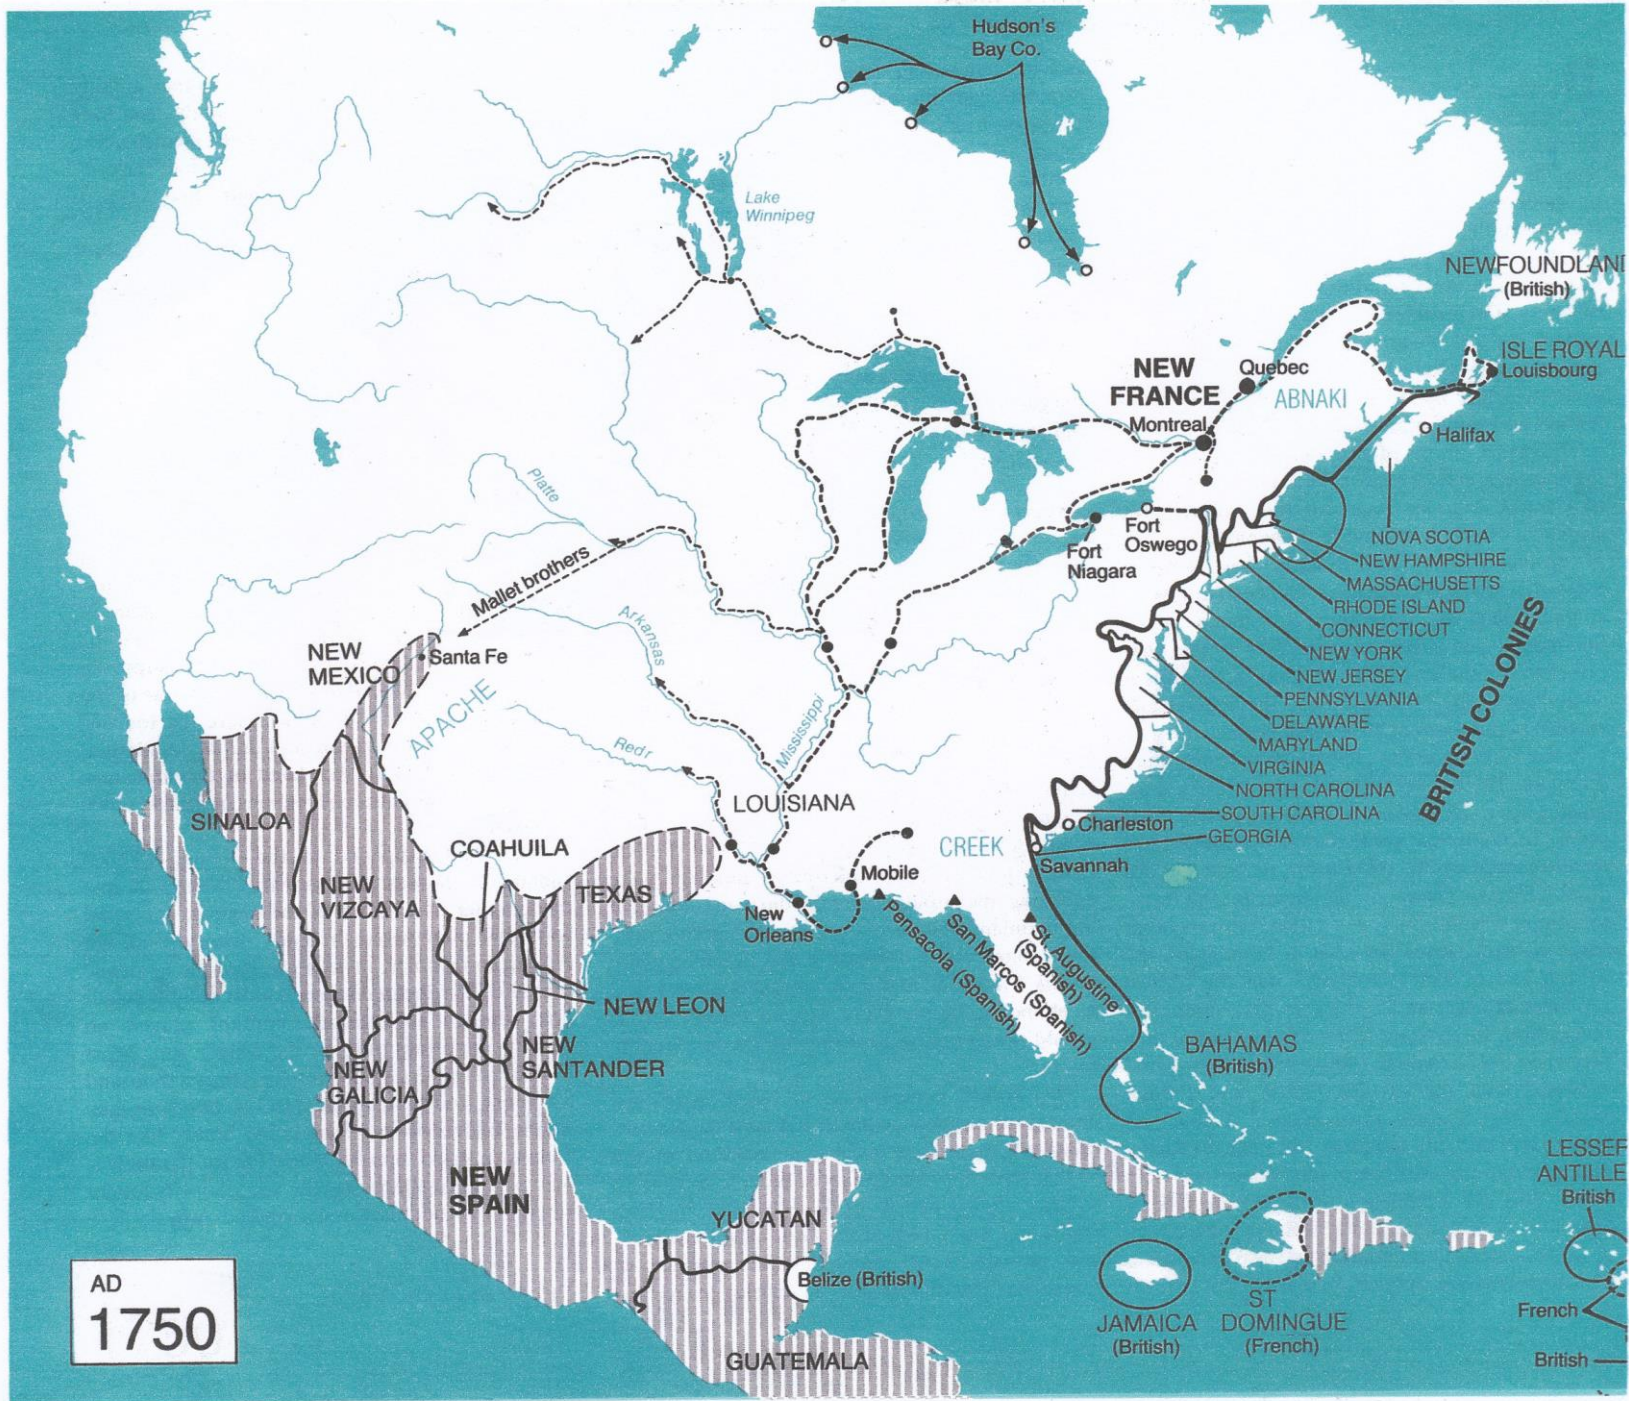 Hudson's
Bay Co.
Lake
Winnipeg
NEWFOUNDLAND
(British)
ISLE ROYAL
Louisbourg
NEW
FRANCE
Quebec
ABNAKI
Montreal
Halifax
Platte
Fort
Oswego
Fort
Niagara
NOVA SCOTIA
NEW HAMPSHIRE
MASSACHUSETTS
RHODE ISLAND
CONNECTICUT
NEW YORK
NEW JERSEY
PENNSYLVANIA
DELAWARE
MARYLAND
VIRGINIA
NORTH CAROLINA
SOUTH CAROLINA
GEORGIA
BRITISH COLONIES
Mallet brothers
Arkansas
NEW
MEXICO
Santa Fe
APACHE
Mississippi
Red r
LOUISIANA
SINALOA
COAHUILA
CREEK
Charleston
Savannah
NEW
VIZCAYA
TEXAS
Mobile
New
Orleans
Pensacola (Spanish)
San Marcos (Spanish)
St. Augustine
(Spanish)
NEW LEON
NEW
SANTANDER
NEW
GALICIA
BAHAMAS
(British)
NEW
SPAIN
YUCATAN
LESSER
ANTILLE
British
Belize (British)
JAMAICA
(British)
ST
DOMINGUE
(French)
French
British
GUATEMALA
AD
1750